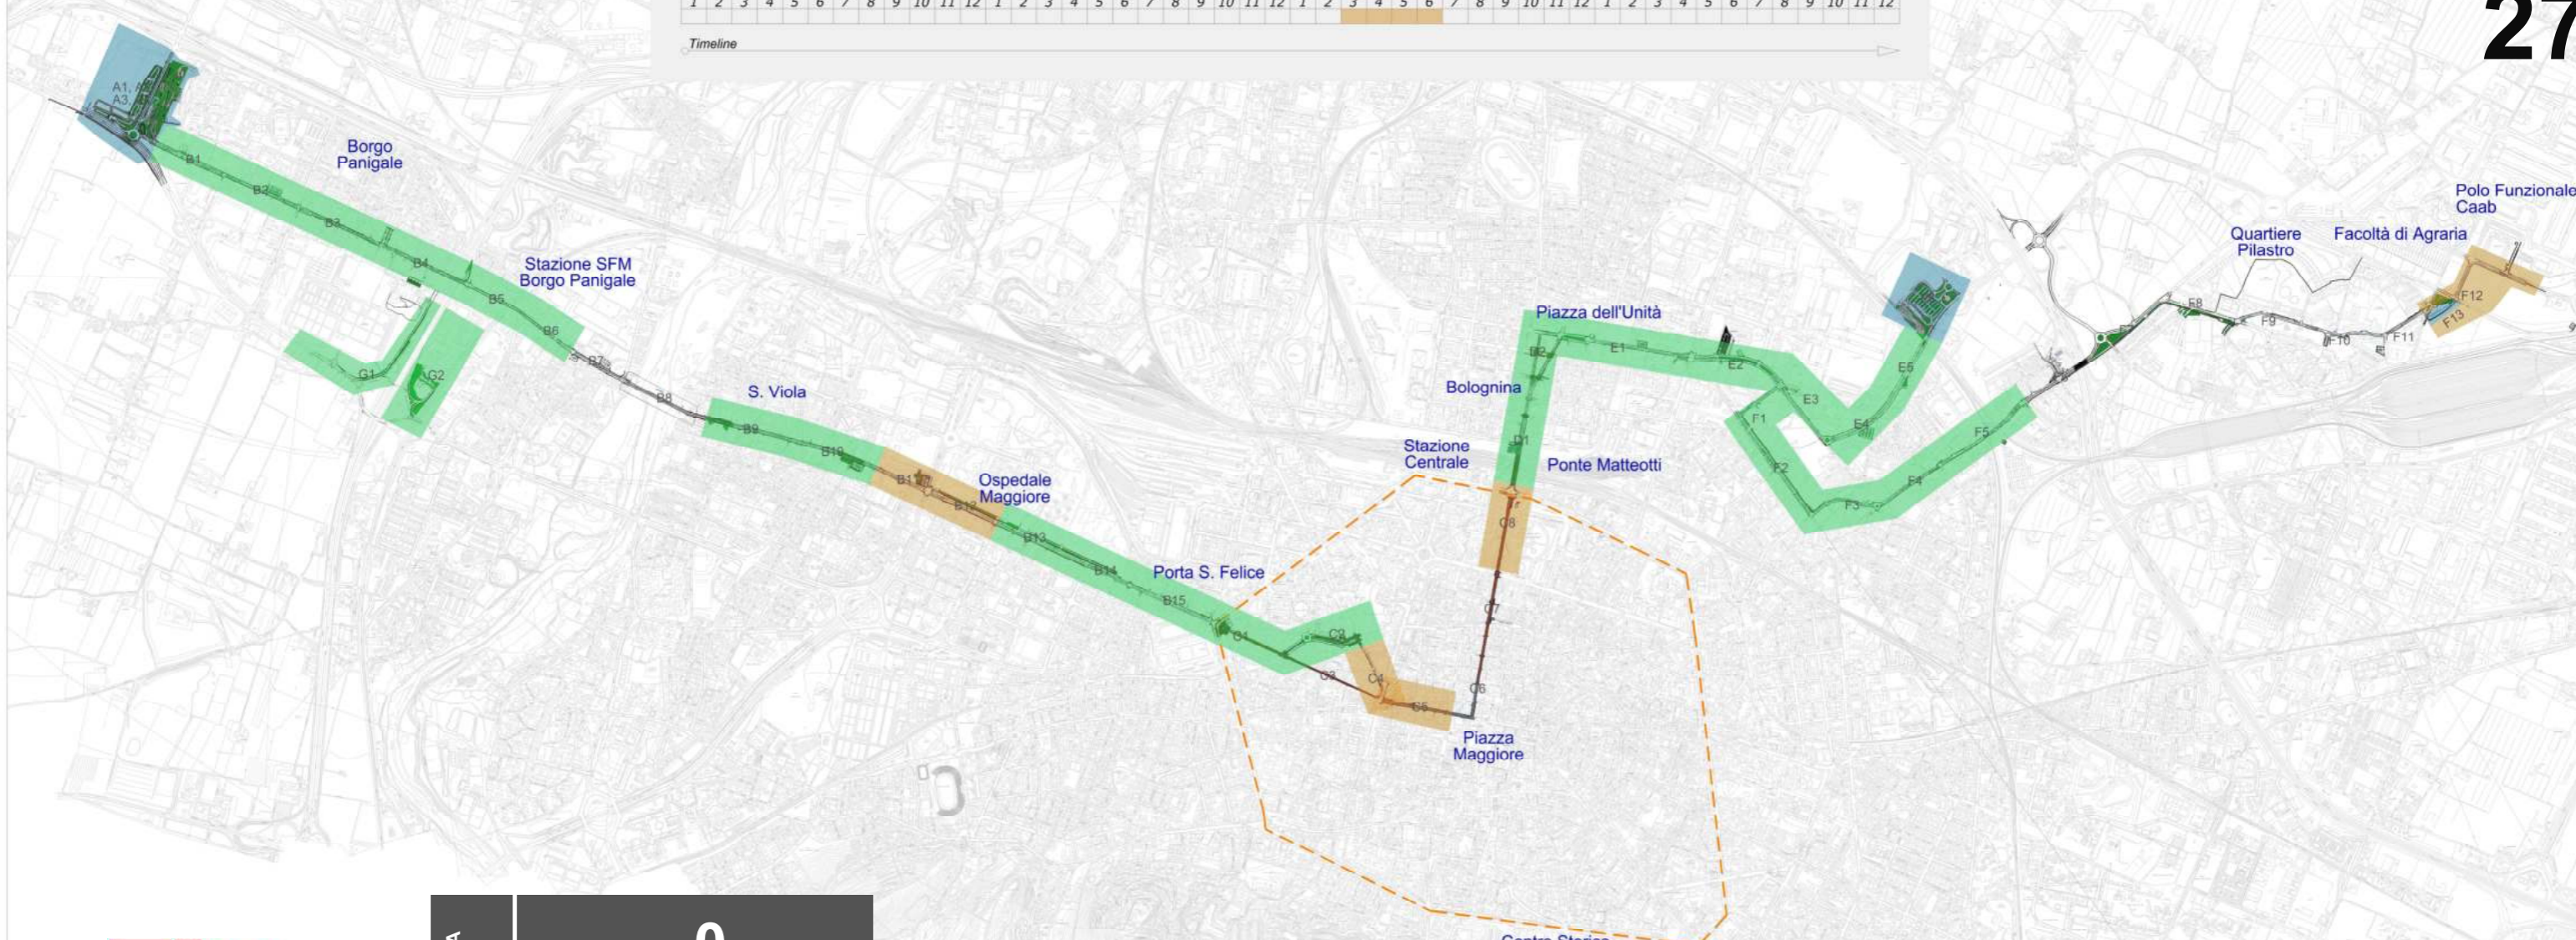 1 2 3 4 5 6 7 8 9 10 11 12 1 2 3 4 5 6 7 8 9 10 11 12 1 2 3 4 5 6 7 8 9 10 11 12 1 2 3 4 5 6 7 8 9 10 11 12
Timeline
27
A1,
A3,
B1
Borgo
Panigale
B2
B3
B4
Stazione SFM
Borgo Panigale
B5
B6
G1
G2
B7
B8
S. Viola
B9
B10
B12
Ospedale
Maggiore
B13
B14
B15
Porta S. Felice
C1
C2
C3
C4
C5
C6
Piazza
Maggiore
C7
C8
Stazione
Centrale
Ponte Matteotti
D1
Bolognina
D2
Piazza dell'Unità
E1
E2
E3
E4
E5
F1
F2
F3
F4
F5
F8
F9
F10
F11
F12
F13
Quartiere
Pilastro
Facoltà di Agraria
Polo Funzionale
Caab
A
0
Centro Storico